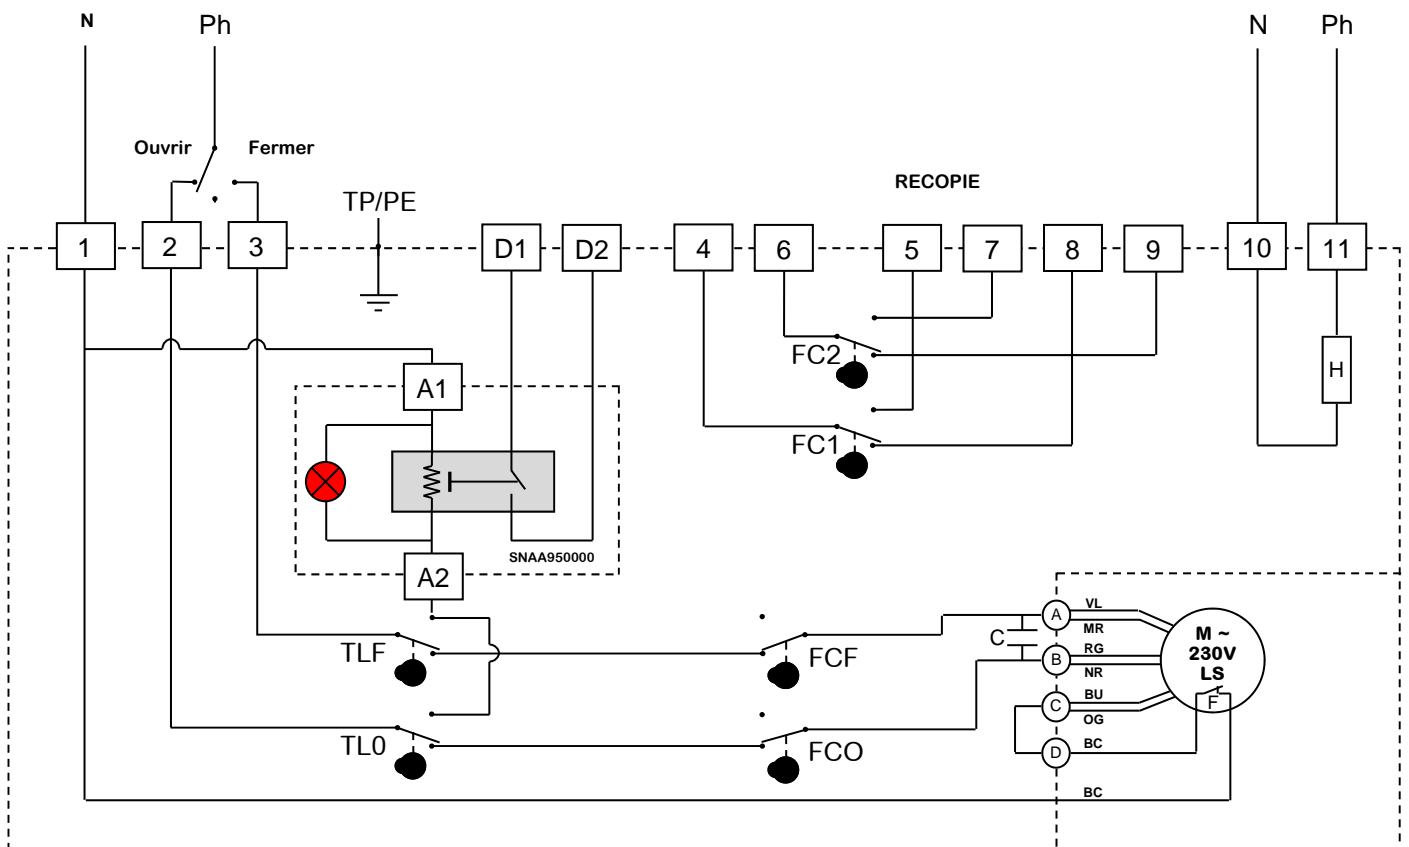 N
Ph
N
Ph
Ouvrir
Fermer
RECOPIE
TP/PE
1
2
3
D1
D2
4
6
5
7
8
9
10
11
FC2
H
A1
FC1
SNAA950000
A2
TLF
FCF
C
A
VL
MR
B
RG
NR
M ~
230V
LS
F
C
BU
OG
TL0
FCO
D
BC
BC